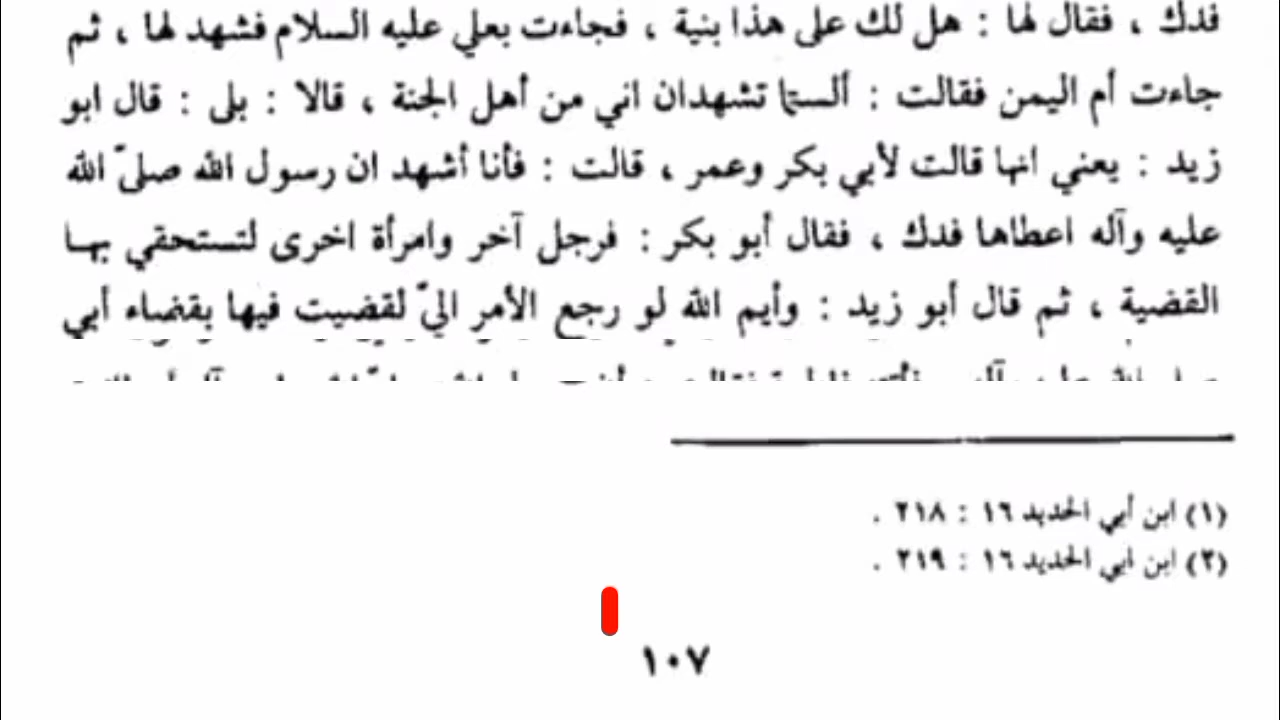 فدك ، فقال لها : هل لك على هذا بنية ، فجاءت بعلي عليه السلام فشهد لها ، ثم
جاءت أم اليمن فقالت : ألستما تشهدان اني من أهل الجنة ، قالا : بلى : قال ابو
زيد : يعني انها قالت لأبي بكر وعمر ، قالت : فأنا أشهد ان رسول الله صلّى الله
عليه وآله اعطاها فدك ، فقال أبو بكر : فرجل آخر وامرأة اخرى لتستحقي بها
القضية ، ثم قال أبو زيد : وأيم الله لو رجع الأمر اليّ لقضيت فيها بقضاء أبي
(١) ابن أبي الحديد ١٦ : ٢١٨ .
(٢) ابن ابي الحديد ١٦ : ٢١٩ .
١٠٧